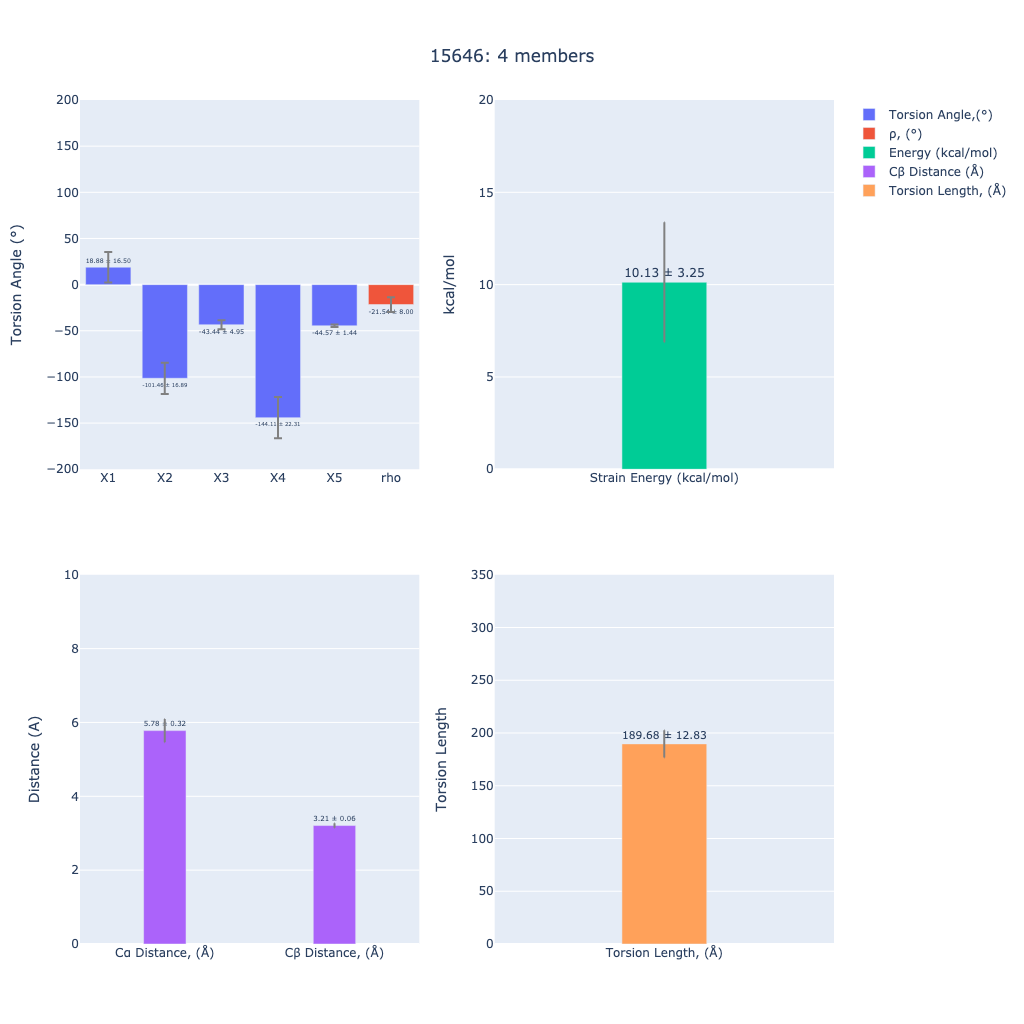 15646: 4 members
Torsion Angle (°)
200
150
100
50
0
−50
−100
−150
−200
18.88 ± 16.50
-101.46 ± 16.89
-43.44 ± 4.95
-144.11 ± 22.31
-44.57 ± 1.44
-21.54 ± 8.00
X1 X2 X3 X4 X5 rho
kcal/mol
20
15
10
5
0
10.13 ± 3.25
Strain Energy (kcal/mol)
Torsion Angle,(°)
ρ, (°)
Energy (kcal/mol)
Cβ Distance (Å)
Torsion Length, (Å)
Distance (A)
10
8
6
4
2
0
5.78 ± 0.32
3.21 ± 0.06
Cα Distance, (Å) Cβ Distance, (Å)
Torsion Length
350
300
250
200
150
100
50
0
189.68 ± 12.83
Torsion Length, (Å)